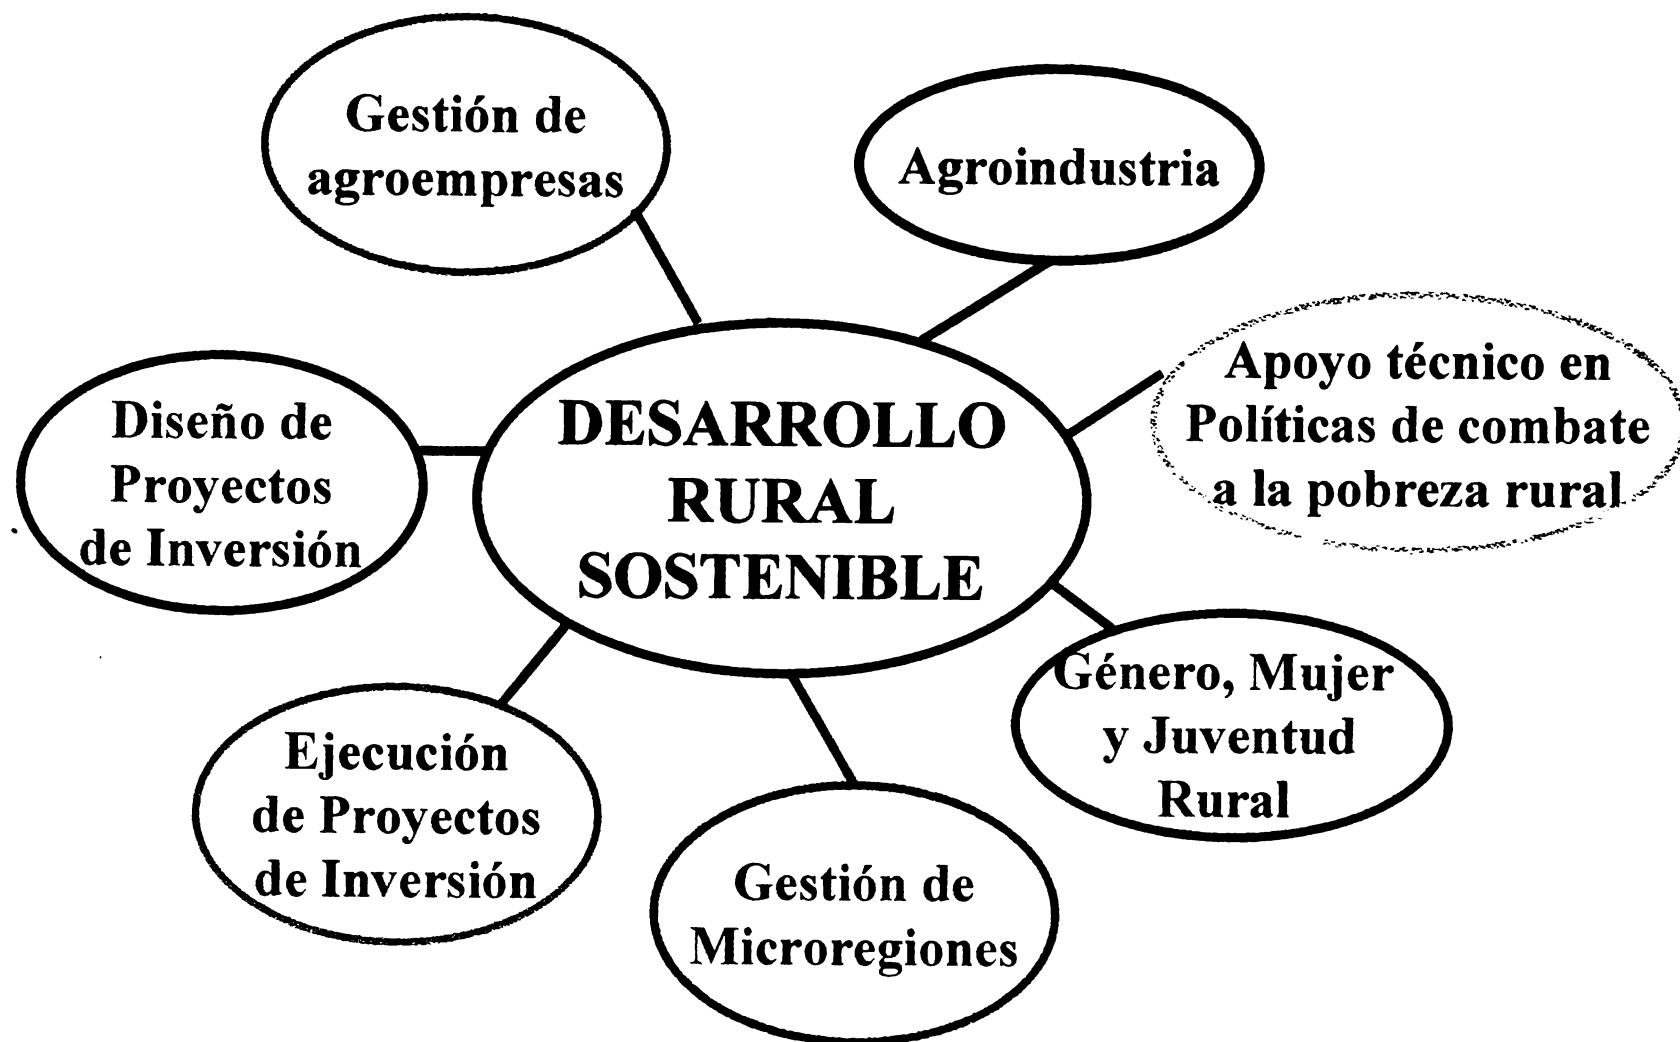 Gestión de
agroempresas
Agroindustria
Apoyo técnico en
Políticas de combate
a la pobreza rural
Diseño de
Proyectos
de Inversión
DESARROLLO
RURAL
SOSTENIBLE
Género, Mujer
y Juventud
Rural
Ejecución
de Proyectos
de Inversión
Gestión de
Microregiones